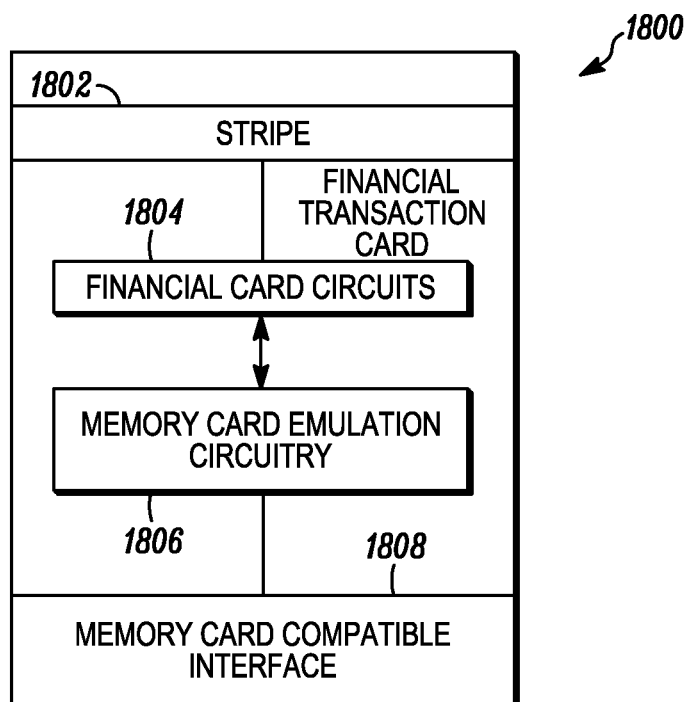 1800
1802
STRIPE
FINANCIAL
TRANSACTION
CARD
1804
FINANCIAL CARD CIRCUITS
MEMORY CARD EMULATION
CIRCUITRY
1806
1808
MEMORY CARD COMPATIBLE
INTERFACE